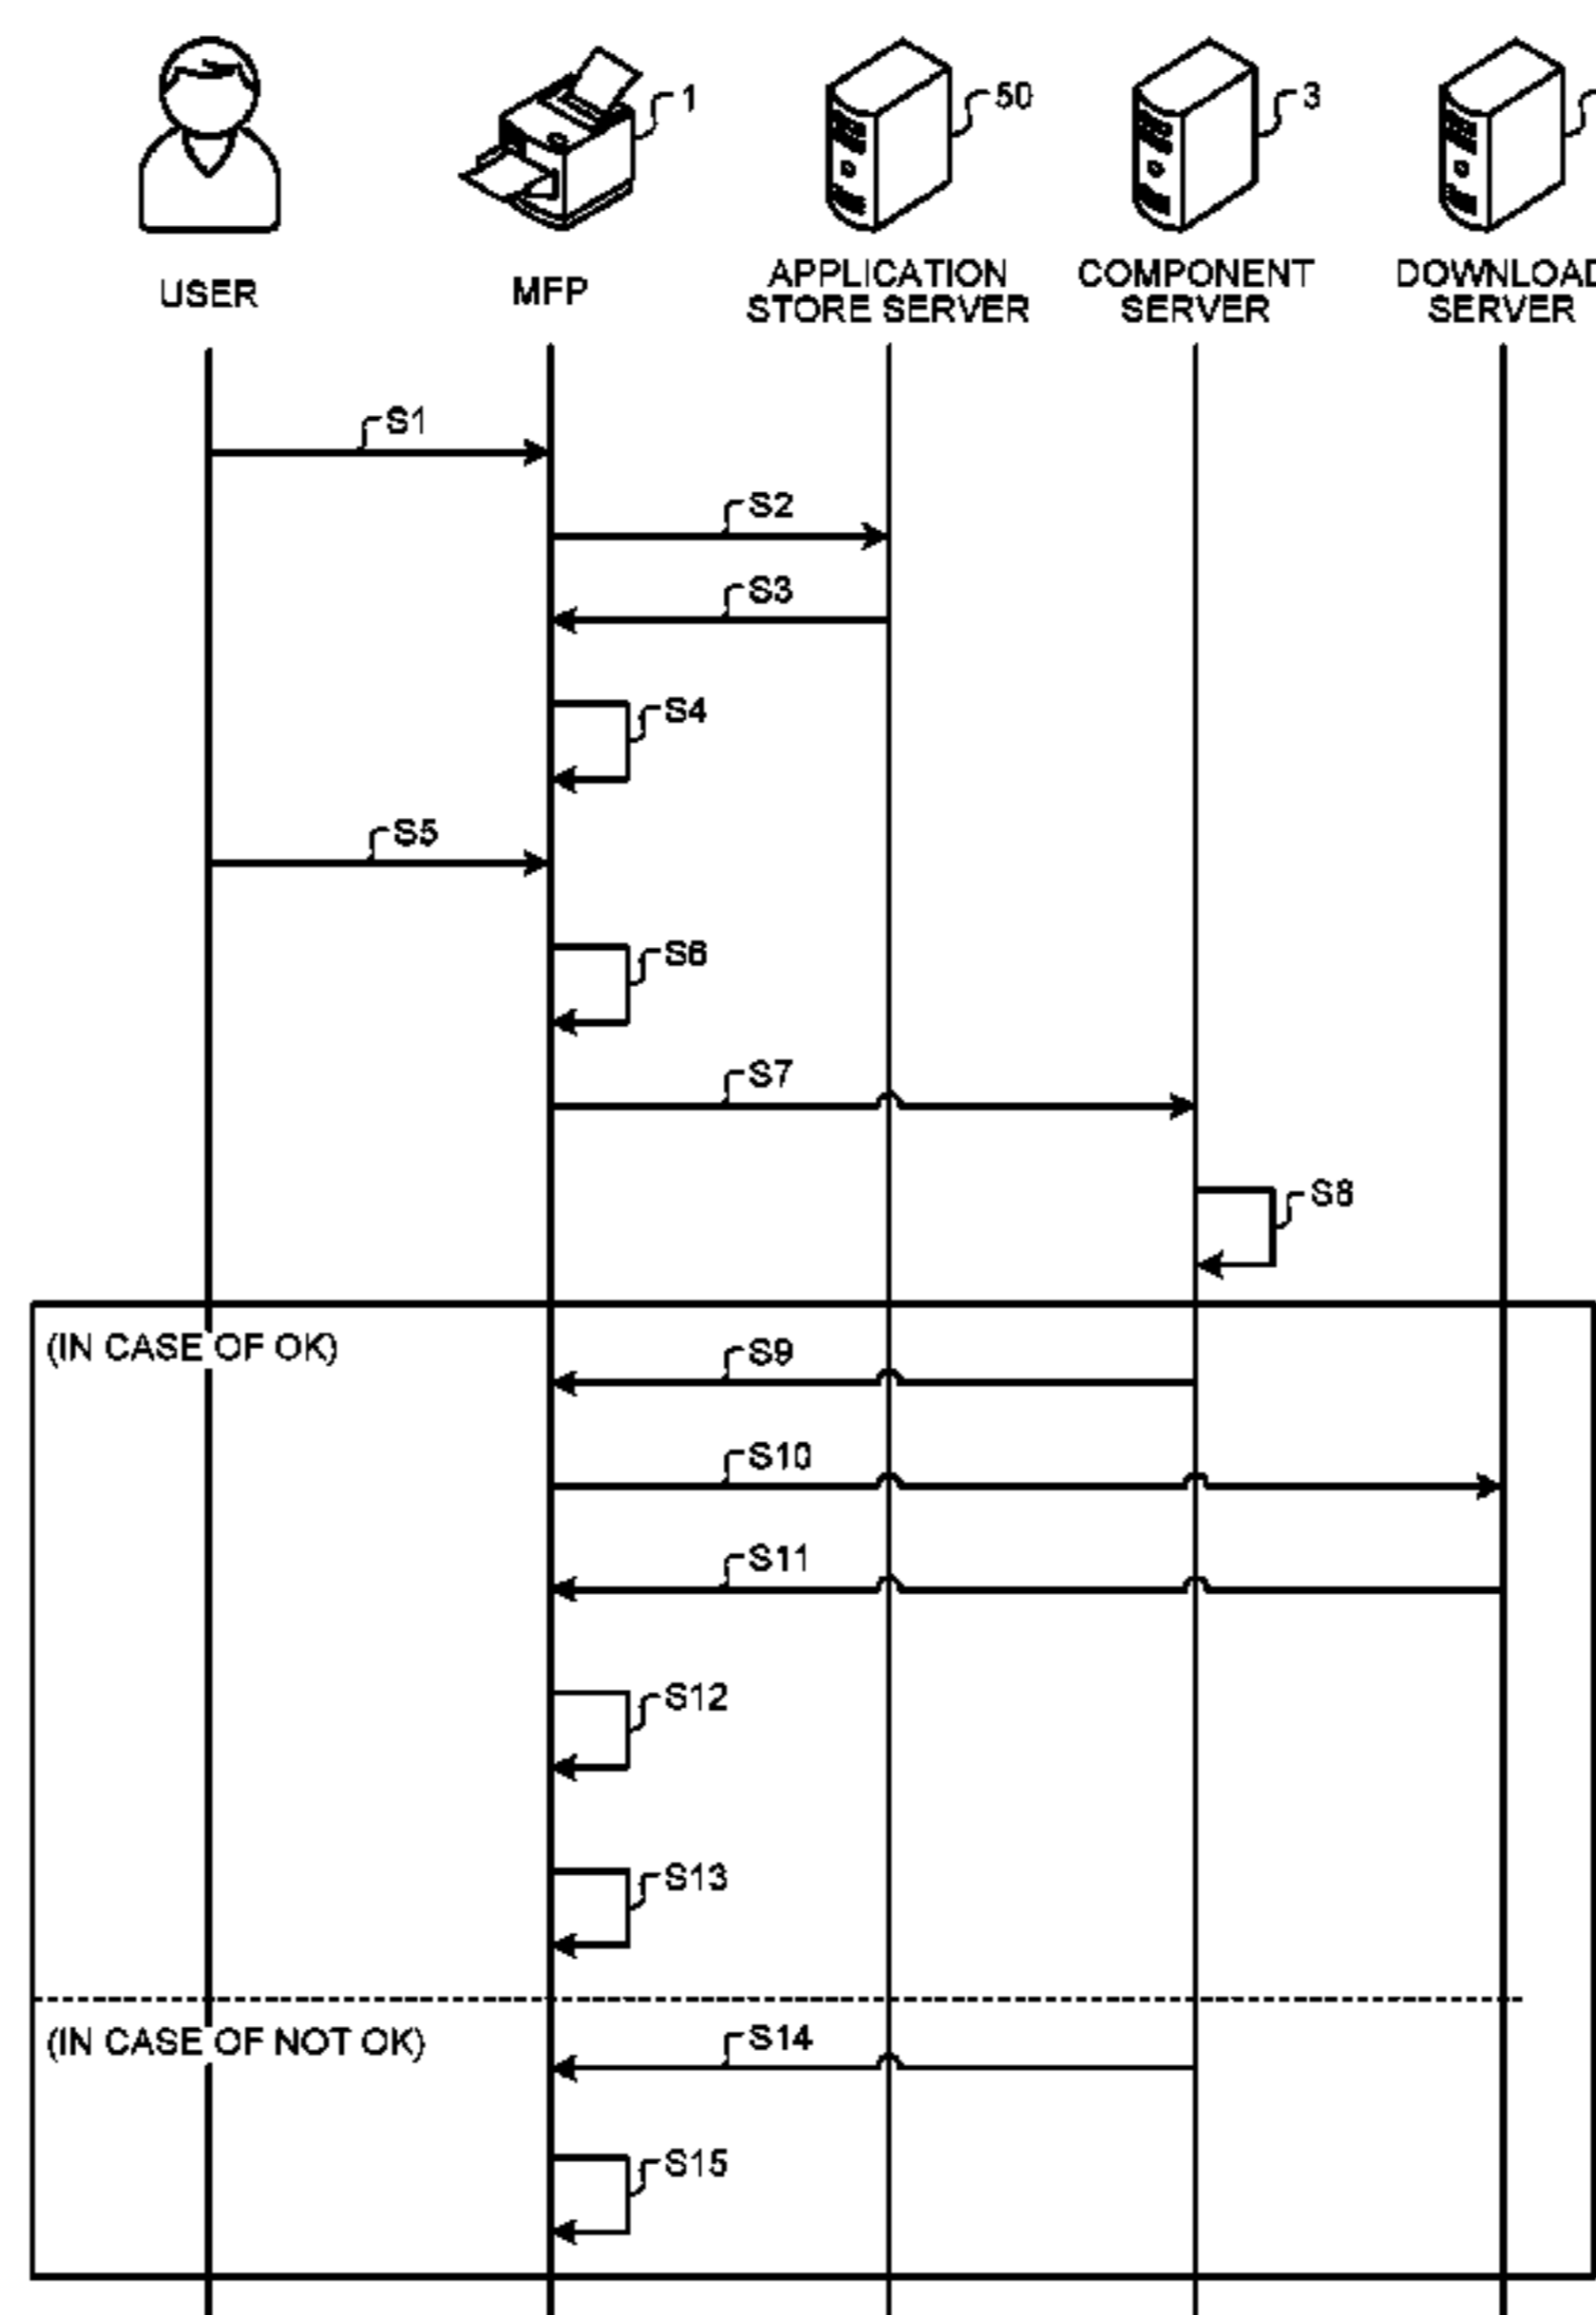 1
50
3
USER
MFP
APPLICATION
STORE SERVER
COMPONENT
SERVER
DOWNLOAD
SERVER
S1
S2
S3
S4
S5
S6
S7
S8
(IN CASE OF OK)
S9
S10
S11
S12
S13
(IN CASE OF NOT OK)
S14
S15